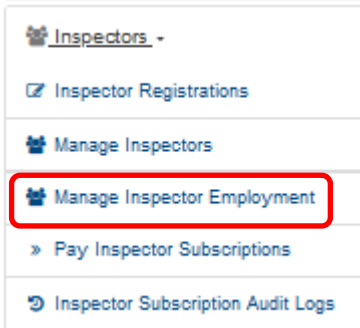 Inspectors
Inspector Registrations
Manage Inspectors
Manage Inspector Employment
» Pay Inspector Subscriptions
Inspector Subscription Audit Logs